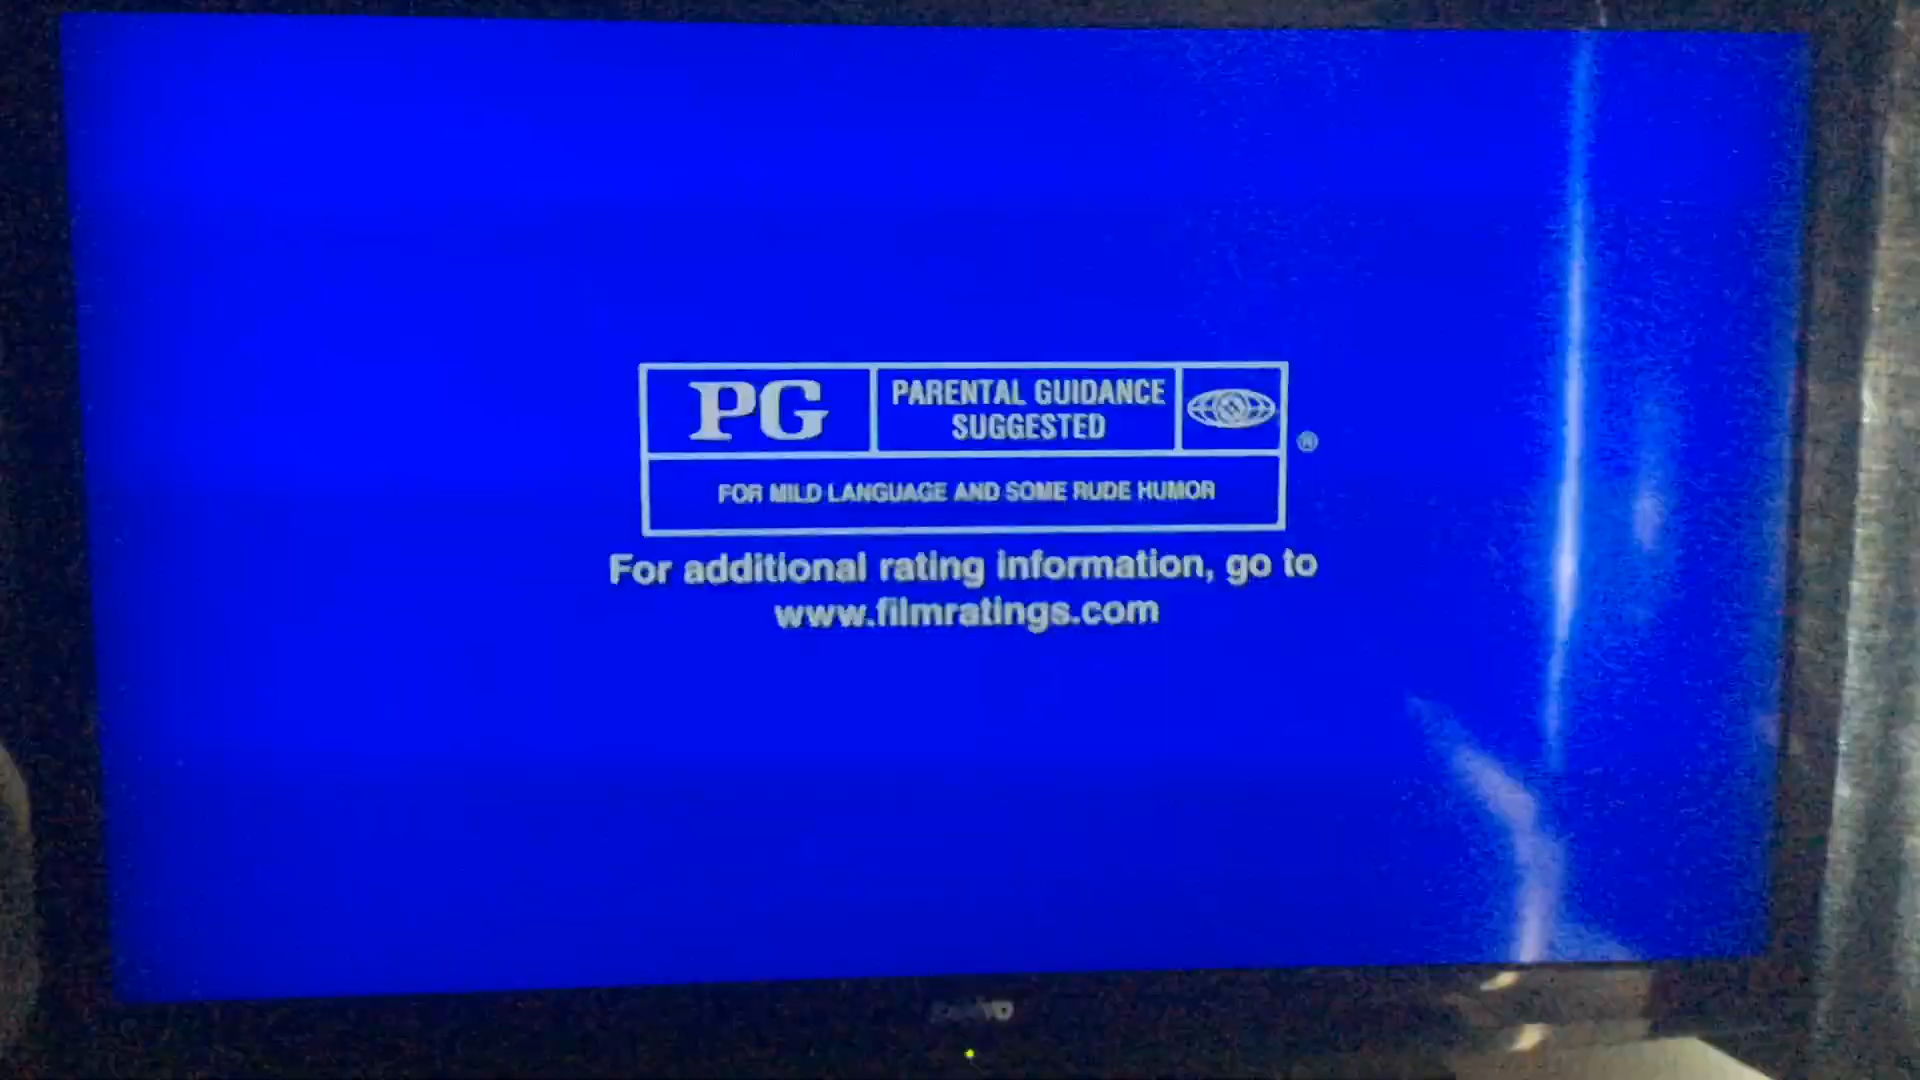 PG
PARENTAL GUIDANCE
SUGGESTED
®
FOR MILD LANGUAGE AND SOME RUDE HUMOR
For additional rating information, go to
www.filmratings.com
SANYO